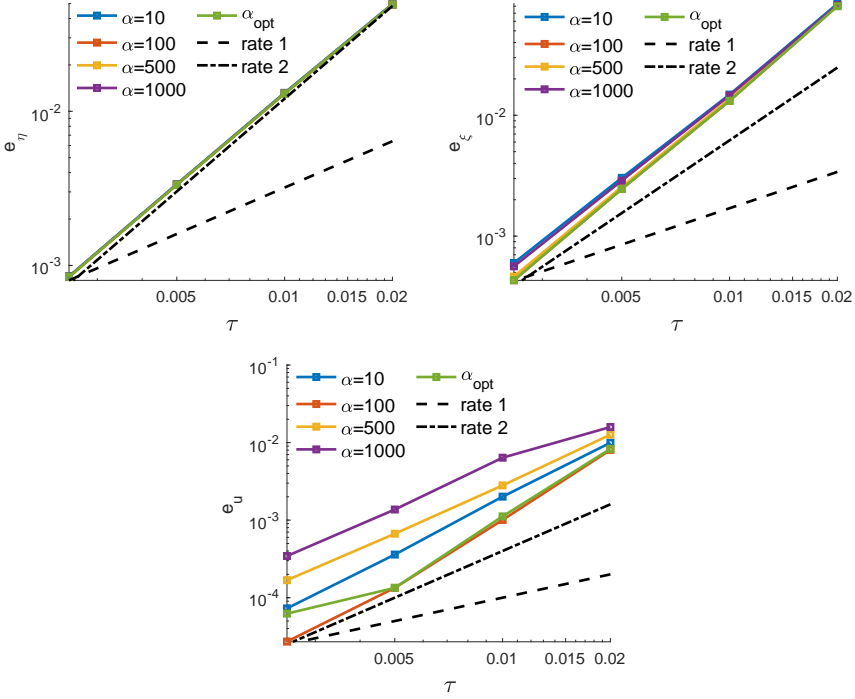 α=10
α=100
α=500
α=1000
α_opt
rate 1
rate 2
10^-2
10^-3
e_η
0.005
0.01
0.015
0.02
τ
α=10
α=100
α=500
α=1000
α_opt
rate 1
rate 2
10^-2
10^-3
e_ξ
0.005
0.01
0.015
0.02
τ
10^-1
10^-2
10^-3
10^-4
α=10
α=100
α=500
α=1000
α_opt
rate 1
rate 2
e_u
0.005
0.01
0.015
0.02
τ